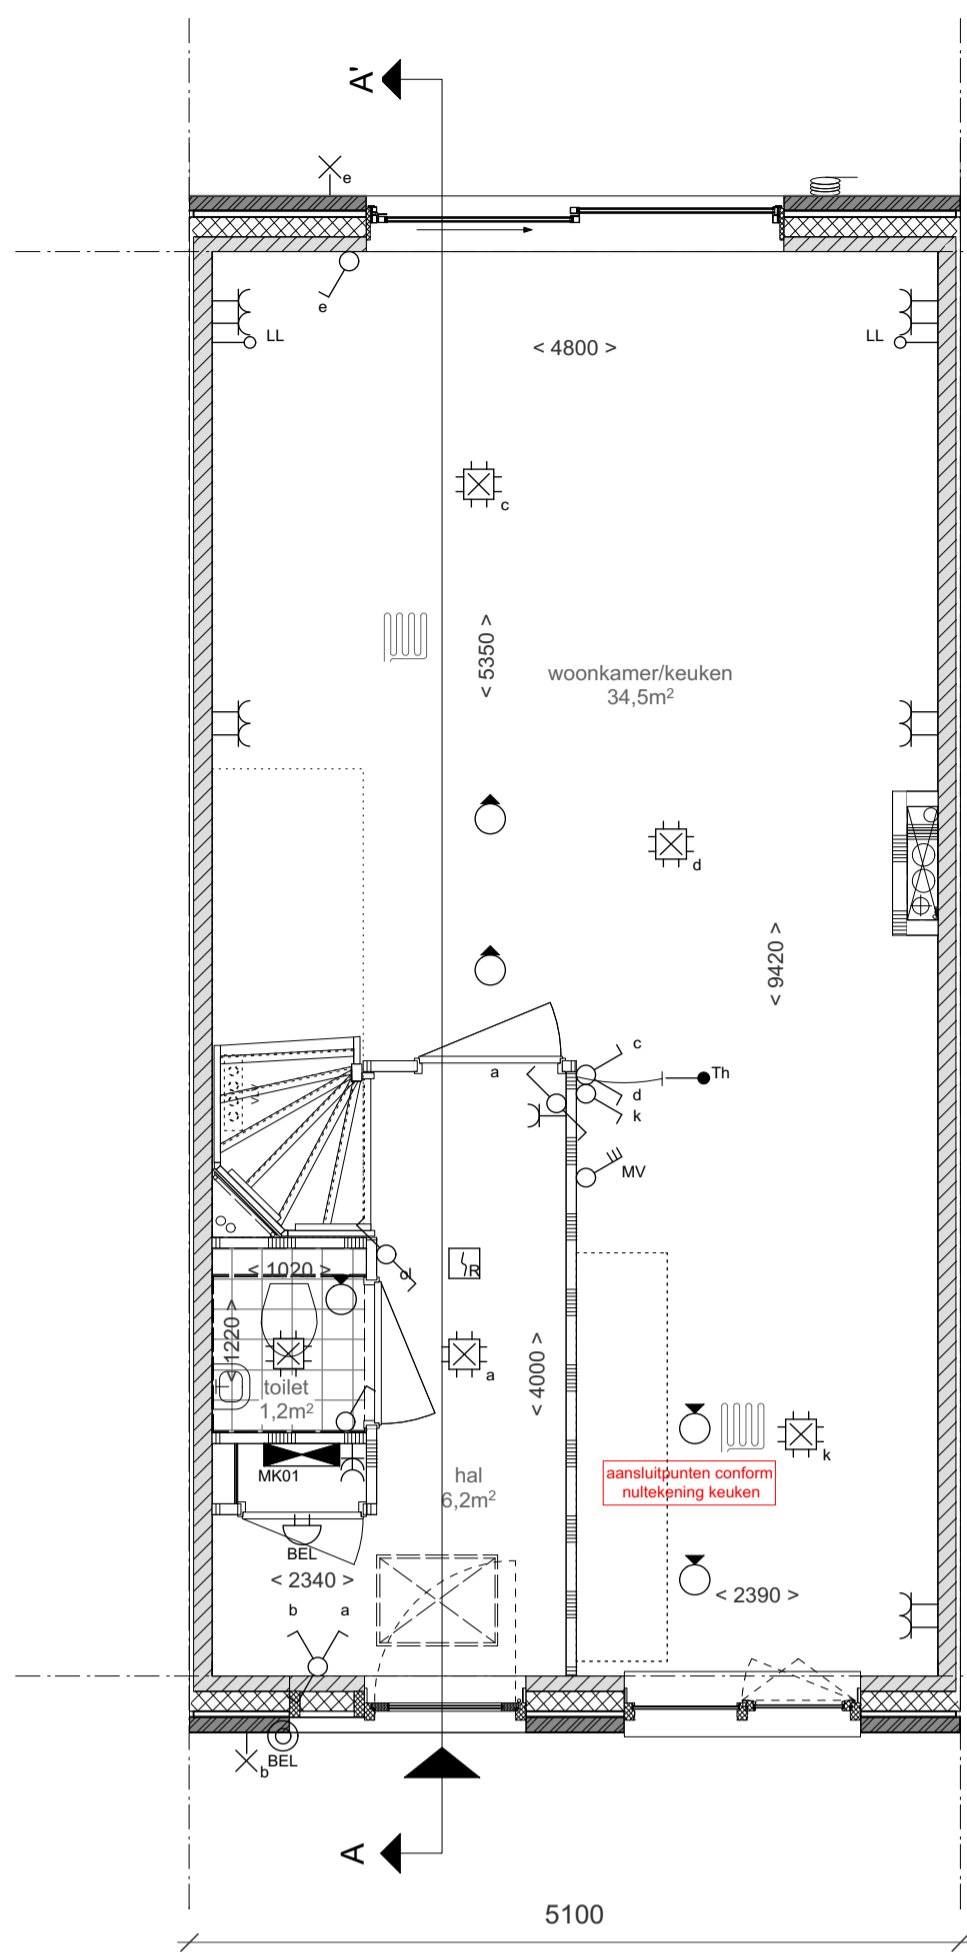 A'
e
e
LL
LL
< 4800 >
c
< 5350 >
woonkamer/keuken
34,5m²
d
< 9420 >
a
c
d
k
Th
MV
ol
R
< 1020 >
< 1220 >
toilet
1,2m²
a
< 4000 >
MK01
hal
6,2m²
k
aansluitpunten conform
nultekening keuken
BEL
< 2340 >
b
a
< 2390 >
b
BEL
A
5100